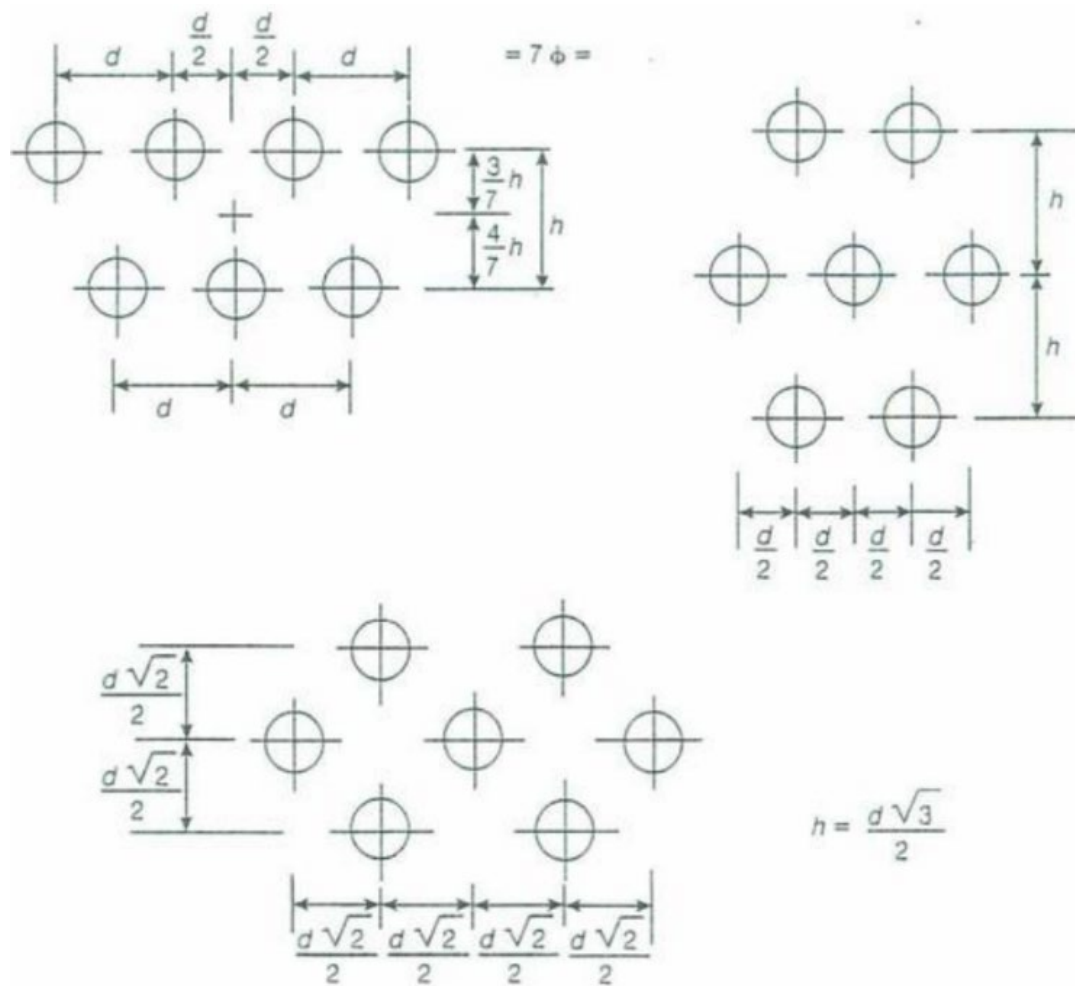 d d/2 d/2 d
= 7 ϕ =
3/7 h
4/7 h
h
d d
h
h
d/2 d/2 d/2 d/2
d√2/2
d√2/2
d√2/2 d√2/2 d√2/2 d√2/2
h = d√3/2